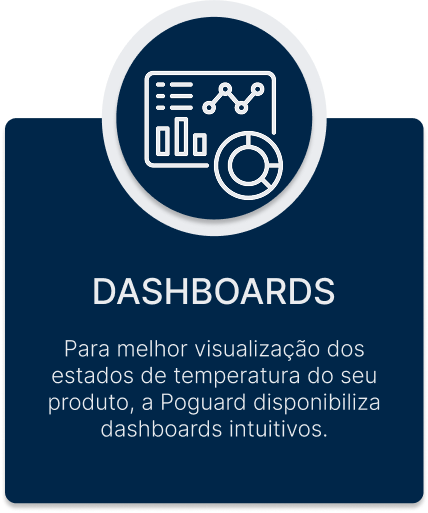 DASHBOARDS
Para melhor visualização dos
estados de temperatura do seu
produto, a Poguard disponibiliza
dashboards intuitivos.